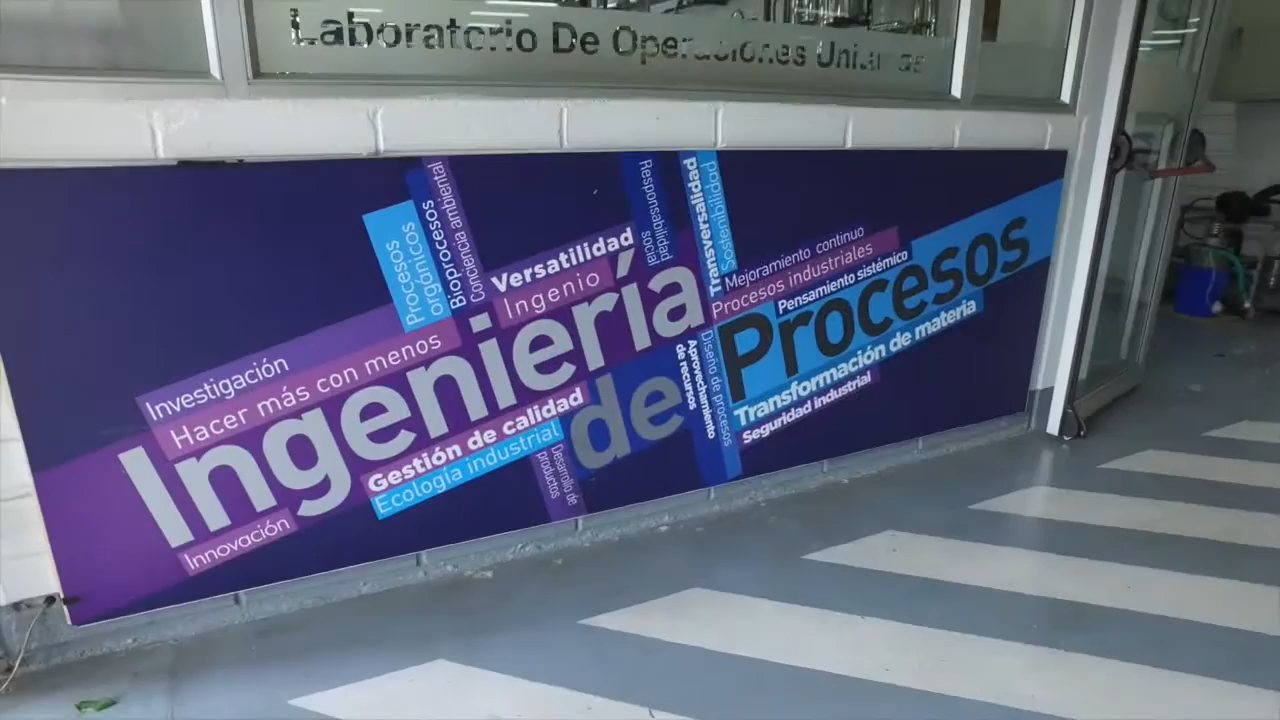 Laboratorio De Operaciones Unitarias
Procesos
orgánicos
Bioprocesos
conciencia ambiental
Responsabilidad
social
Transversalidad
Sostenibilidad
Versatilidad
Ingenio
Mejoramiento continuo
Procesos industriales
Pensamiento sistémico
Investigación
Hacer más con menos
Ingeniería
de
Procesos
Transformación de materia
Seguridad industrial
Gestión de calidad
Ecología industrial
Innovación
Desarrollo de
productos
Aprovechamiento
de recursos
Diseño de procesos